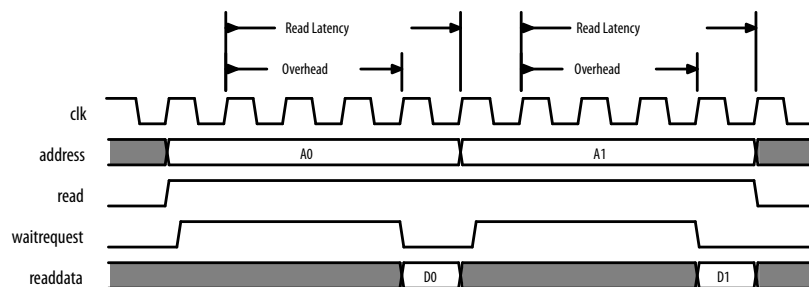 Read Latency Read Latency
Overhead Overhead
clk
address A0 A1
read
waitrequest
readdata D0 D1